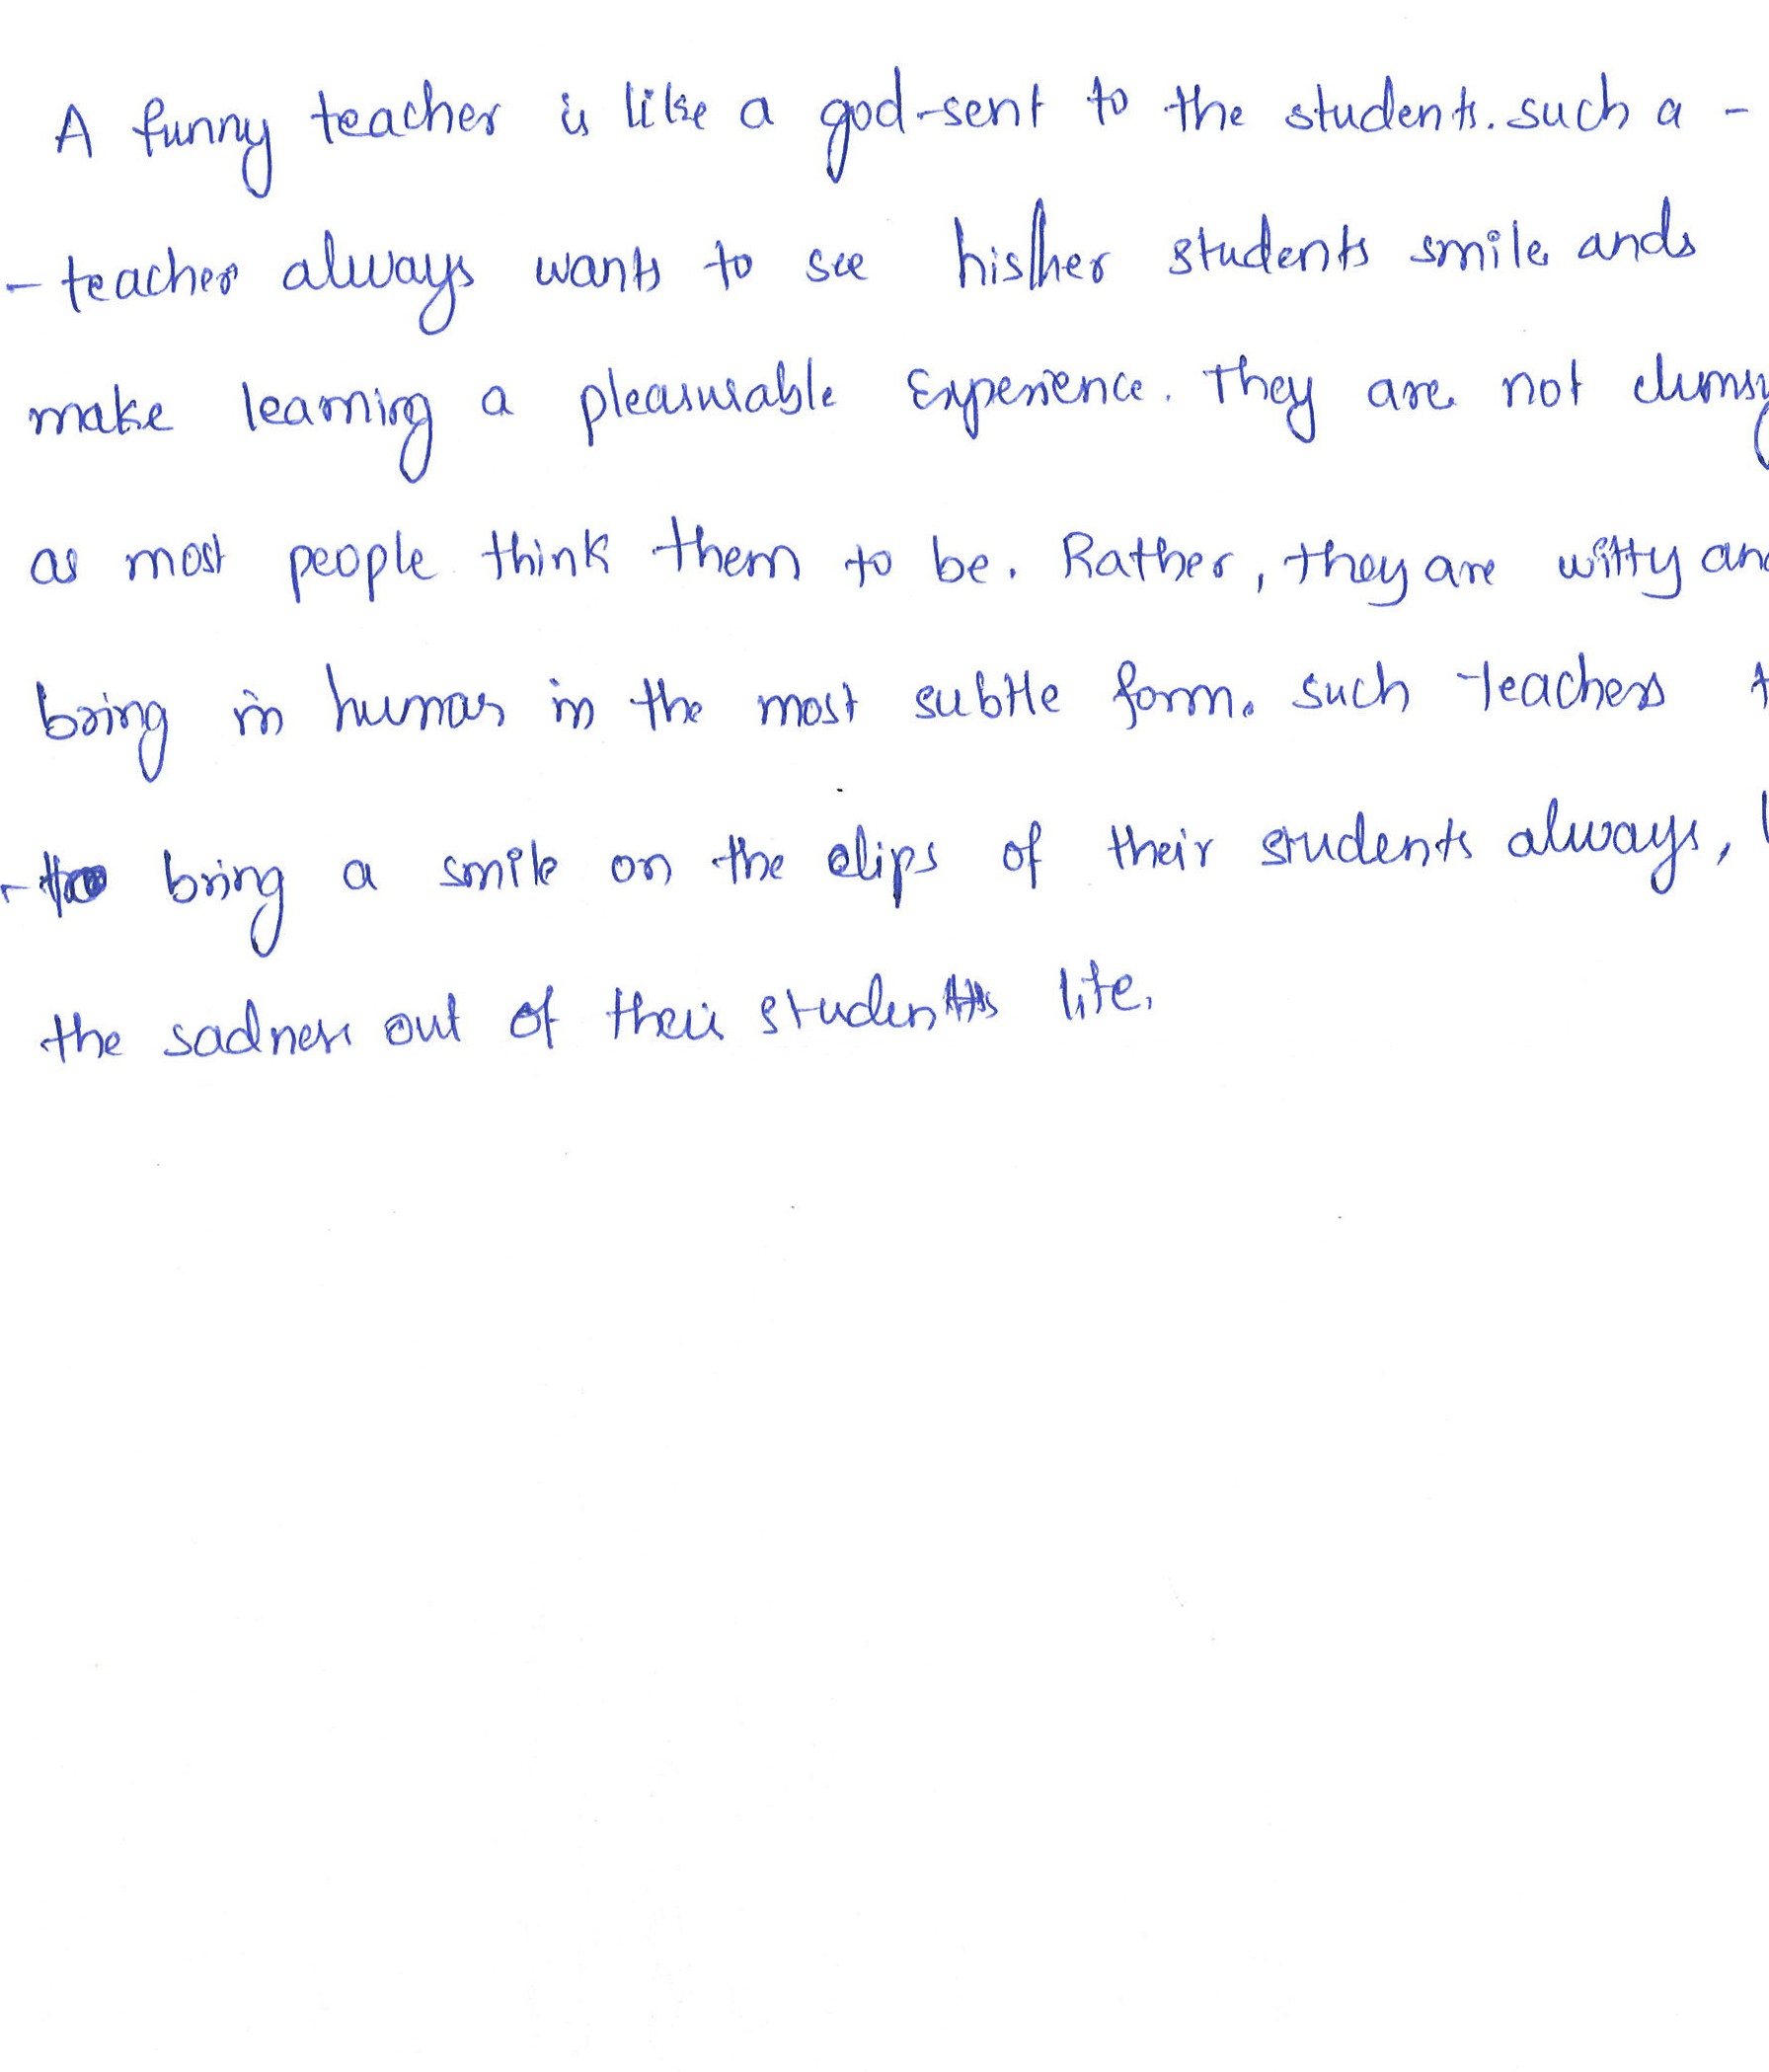 A funny teacher is like a god-sent to the students. such a -
- teacher always wants to see his/her students smile ands
make learning a pleasurable Experience. They are not clumsy
as most people think them to be. Rather, they are witty and
bring in humour in the most subtle form. such teachers
- to bring a smile on the lips of their students always,
the sadness out of their students life.